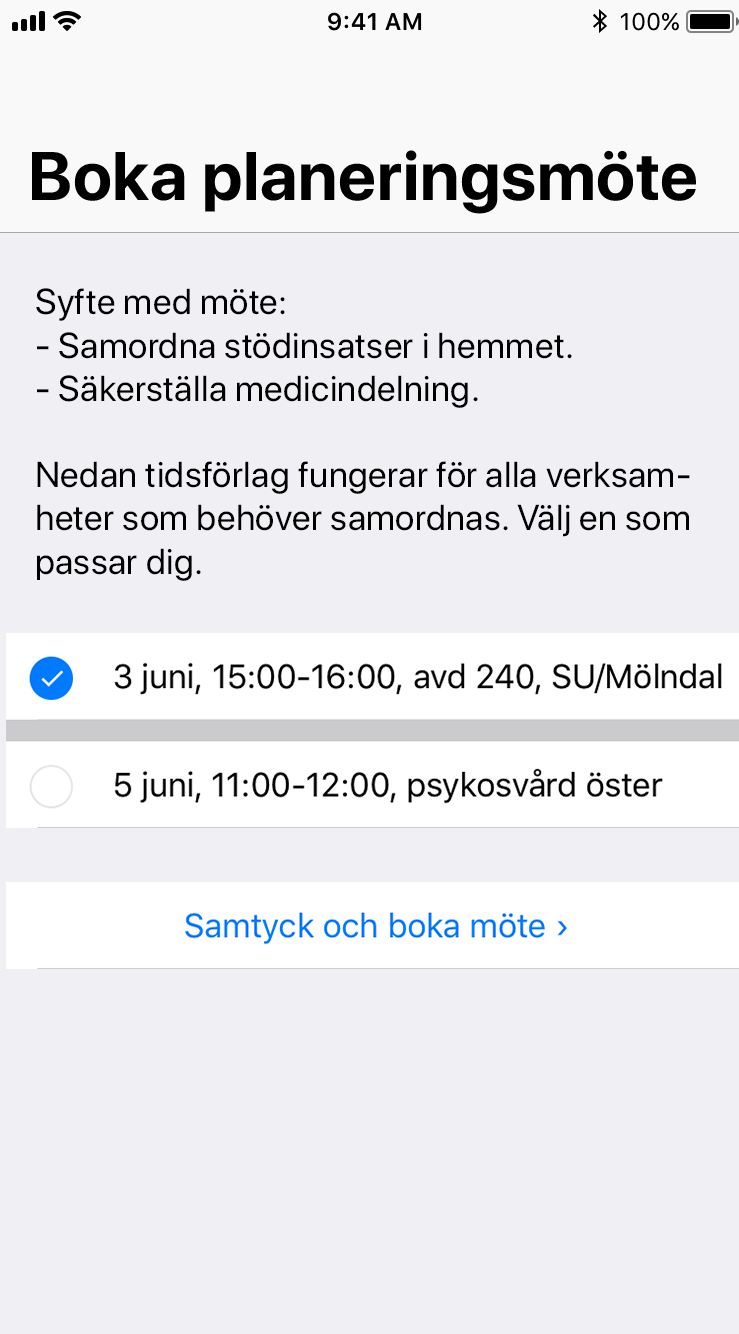 9:41 AM
100%
Boka planeringsmöte
Syfte med möte:
- Samordna stödinsatser i hemmet.
- Säkerställa medicindelning.
Nedan tidsförlag fungerar för alla verksam-
heter som behöver samordnas. Välj en som
passar dig.
3 juni, 15:00-16:00, avd 240, SU/Mölndal
5 juni, 11:00-12:00, psykosvård öster
Samtyck och boka möte ›